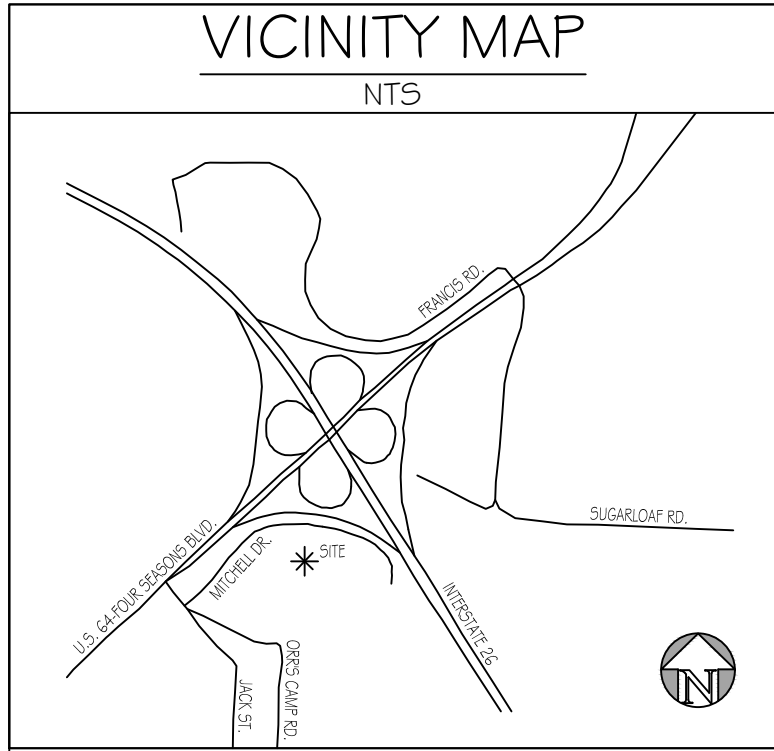 VICINITY MAP
NTS
FRANCIS RD.
SUGARLOAF RD.
U.S. 64-FOUR SEASONS BLVD.
MITCHELL DR.
SITE
INTERSTATE 26
ORR'S CAMP RD.
JACK ST.
N